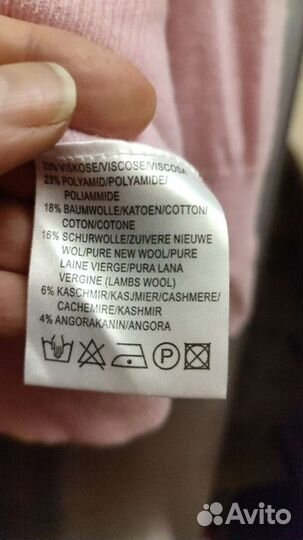 33% VISKOSE/VISCOSE/VISCOSA
23% POLYAMID/POLYAMIDE/
POLIAMMIDE
18% BAUMWOLLE/KATOEN/COTTON/
COTON/COTONE
16% SCHURWOLLE/ZUIVERE NIEUWE
WOL/PURE NEW WOOL/PURE
LAINE VIERGE/PURA LANA
VERGINE (LAMBS WOOL)
6% KASCHMIR/KASJMIER/CASHMERE/
CACHEMIRE/KASHMIR
4% ANGORAKANIN/ANGORA
P
Avito